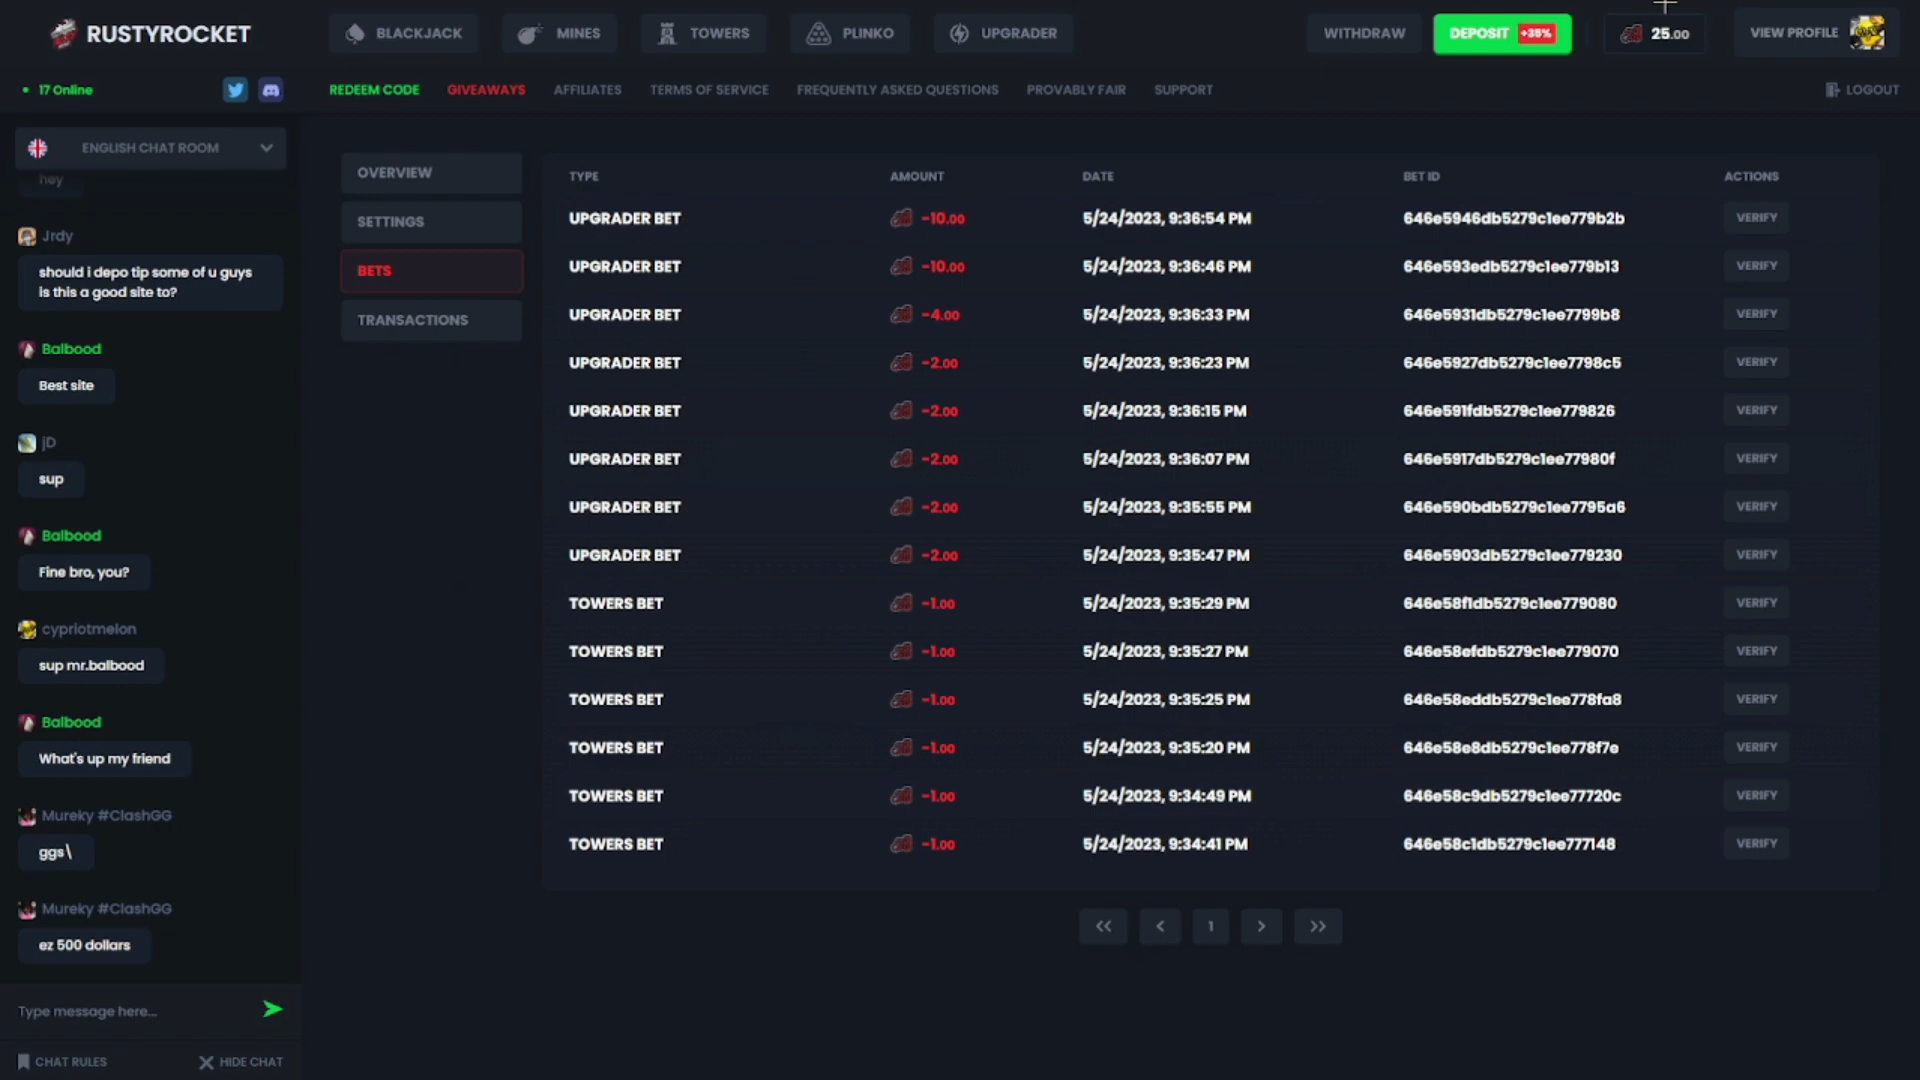 RUSTYROCKET
BLACKJACK
MINES
TOWERS
PLINKO
UPGRADER
WITHDRAW
DEPOSIT +35%
25.00
VIEW PROFILE
17 Online
REDEEM CODE
GIVEAWAYS
AFFILIATES
TERMS OF SERVICE
FREQUENTLY ASKED QUESTIONS
PROVABLY FAIR
SUPPORT
LOGOUT
ENGLISH CHAT ROOM
hey
Jrdy
should i depo tip some of u guys
is this a good site to?
Balbood
Best site
jD
sup
Balbood
Fine bro, you?
cypriotmelon
sup mr.balbood
Balbood
What's up my friend
Mureky #ClashGG
ggs\
Mureky #ClashGG
ez 500 dollars
Type message here...
CHAT RULES
HIDE CHAT
OVERVIEW
SETTINGS
BETS
TRANSACTIONS
TYPE AMOUNT DATE BET ID ACTIONS
UPGRADER BET -10.00 5/24/2023, 9:36:54 PM 646e5946db5279c1ee779b2b VERIFY
UPGRADER BET -10.00 5/24/2023, 9:36:46 PM 646e593edb5279c1ee779b13 VERIFY
UPGRADER BET -4.00 5/24/2023, 9:36:33 PM 646e5931db5279c1ee7799b8 VERIFY
UPGRADER BET -2.00 5/24/2023, 9:36:23 PM 646e5927db5279c1ee7798c5 VERIFY
UPGRADER BET -2.00 5/24/2023, 9:36:15 PM 646e591fdb5279c1ee779826 VERIFY
UPGRADER BET -2.00 5/24/2023, 9:36:07 PM 646e5917db5279c1ee77980f VERIFY
UPGRADER BET -2.00 5/24/2023, 9:35:55 PM 646e590bdb5279c1ee7795a6 VERIFY
UPGRADER BET -2.00 5/24/2023, 9:35:47 PM 646e5903db5279c1ee779230 VERIFY
TOWERS BET -1.00 5/24/2023, 9:35:29 PM 646e58f1db5279c1ee779080 VERIFY
TOWERS BET -1.00 5/24/2023, 9:35:27 PM 646e58efdb5279c1ee779070 VERIFY
TOWERS BET -1.00 5/24/2023, 9:35:25 PM 646e58eddb5279c1ee778fa8 VERIFY
TOWERS BET -1.00 5/24/2023, 9:35:20 PM 646e58e8db5279c1ee778f7e VERIFY
TOWERS BET -1.00 5/24/2023, 9:34:49 PM 646e58c9db5279c1ee77720c VERIFY
TOWERS BET -1.00 5/24/2023, 9:34:41 PM 646e58c1db5279c1ee777148 VERIFY
<< < 1 > >>